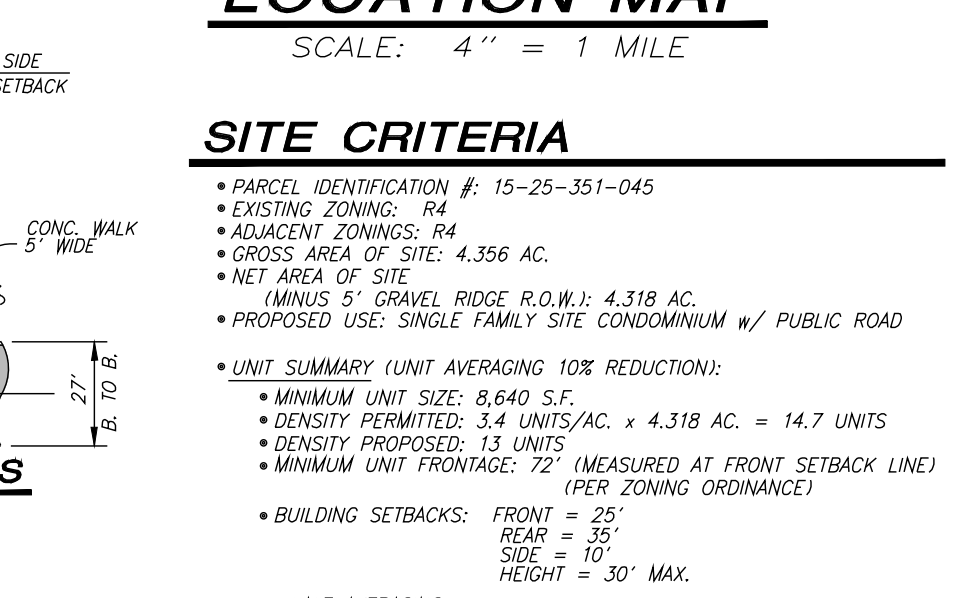 LOCATION MAP
SCALE: 4" = 1 MILE
SIDE
SETBACK
SITE CRITERIA
PARCEL IDENTIFICATION #: 15-25-351-045
EXISTING ZONING: R4
ADJACENT ZONINGS: R4
GROSS AREA OF SITE: 4.356 AC.
NET AREA OF SITE
(MINUS 5' GRAVEL RIDGE R.O.W.): 4.318 AC.
PROPOSED USE: SINGLE FAMILY SITE CONDOMINIUM w/ PUBLIC ROAD
CONC. WALK
5' WIDE
27'
B. TO B.
UNIT SUMMARY (UNIT AVERAGING 10% REDUCTION):
MINIMUM UNIT SIZE: 8,640 S.F.
DENSITY PERMITTED: 3.4 UNITS/AC. x 4.318 AC. = 14.7 UNITS
DENSITY PROPOSED: 13 UNITS
MINIMUM UNIT FRONTAGE: 72' (MEASURED AT FRONT SETBACK LINE)
(PER ZONING ORDINANCE)
BUILDING SETBACKS: FRONT = 25'
REAR = 35'
SIDE = 10'
HEIGHT = 30' MAX.
S